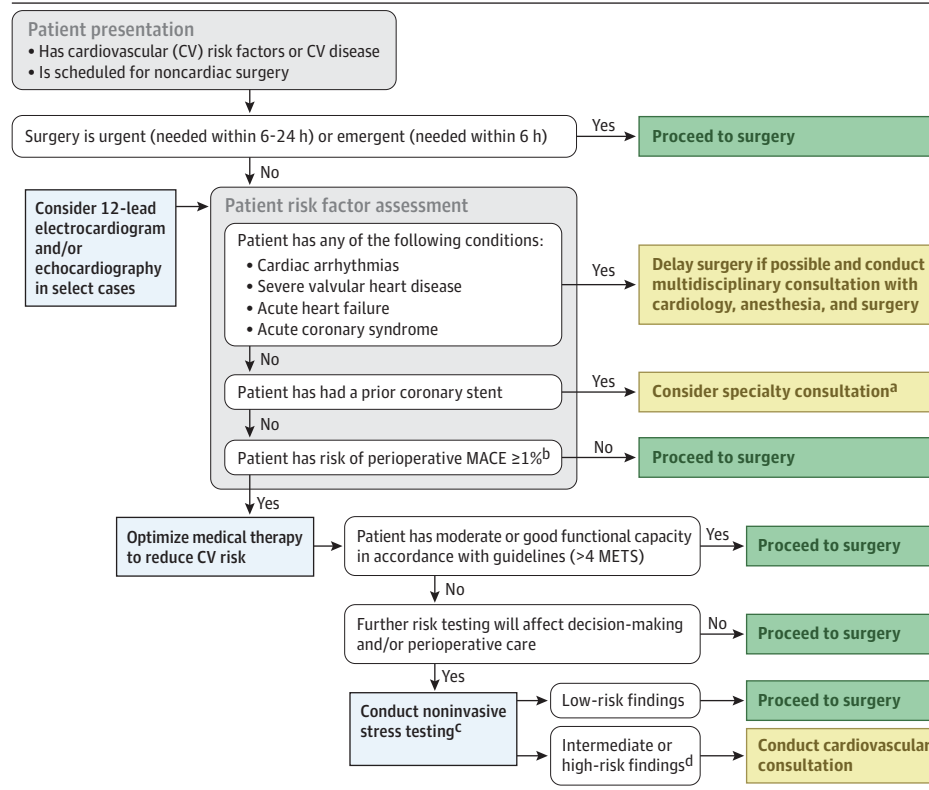 Patient presentation
• Has cardiovascular (CV) risk factors or CV disease
• Is scheduled for noncardiac surgery
Surgery is urgent (needed within 6-24 h) or emergent (needed within 6 h)
Yes
Proceed to surgery
No
Consider 12-lead
electrocardiogram
and/or
echocardiography
in select cases
Patient risk factor assessment
Patient has any of the following conditions:
• Cardiac arrhythmias
• Severe valvular heart disease
• Acute heart failure
• Acute coronary syndrome
Yes
Delay surgery if possible and conduct
multidisciplinary consultation with
cardiology, anesthesia, and surgery
No
Patient has had a prior coronary stent
Yes
Consider specialty consultationa
No
Patient has risk of perioperative MACE ≥1%b
No
Proceed to surgery
Yes
Optimize medical therapy
to reduce CV risk
Patient has moderate or good functional capacity
in accordance with guidelines (>4 METS)
Yes
Proceed to surgery
No
Further risk testing will affect decision-making
and/or perioperative care
No
Proceed to surgery
Yes
Conduct noninvasive
stress testingc
Low-risk findings
Proceed to surgery
Intermediate or
high-risk findingsd
Conduct cardiovascular
consultation